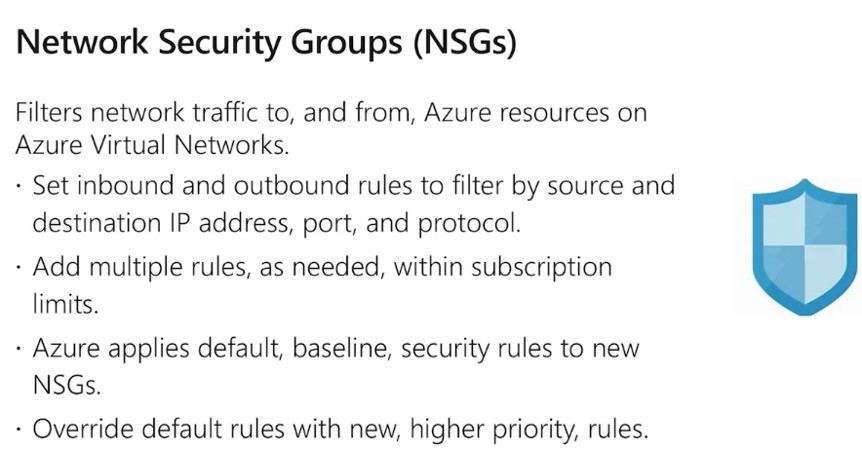 Network Security Groups (NSGs)
Filters network traffic to, and from, Azure resources on
Azure Virtual Networks.
· Set inbound and outbound rules to filter by source and
destination IP address, port, and protocol.
· Add multiple rules, as needed, within subscription
limits.
· Azure applies default, baseline, security rules to new
NSGs.
· Override default rules with new, higher priority, rules.